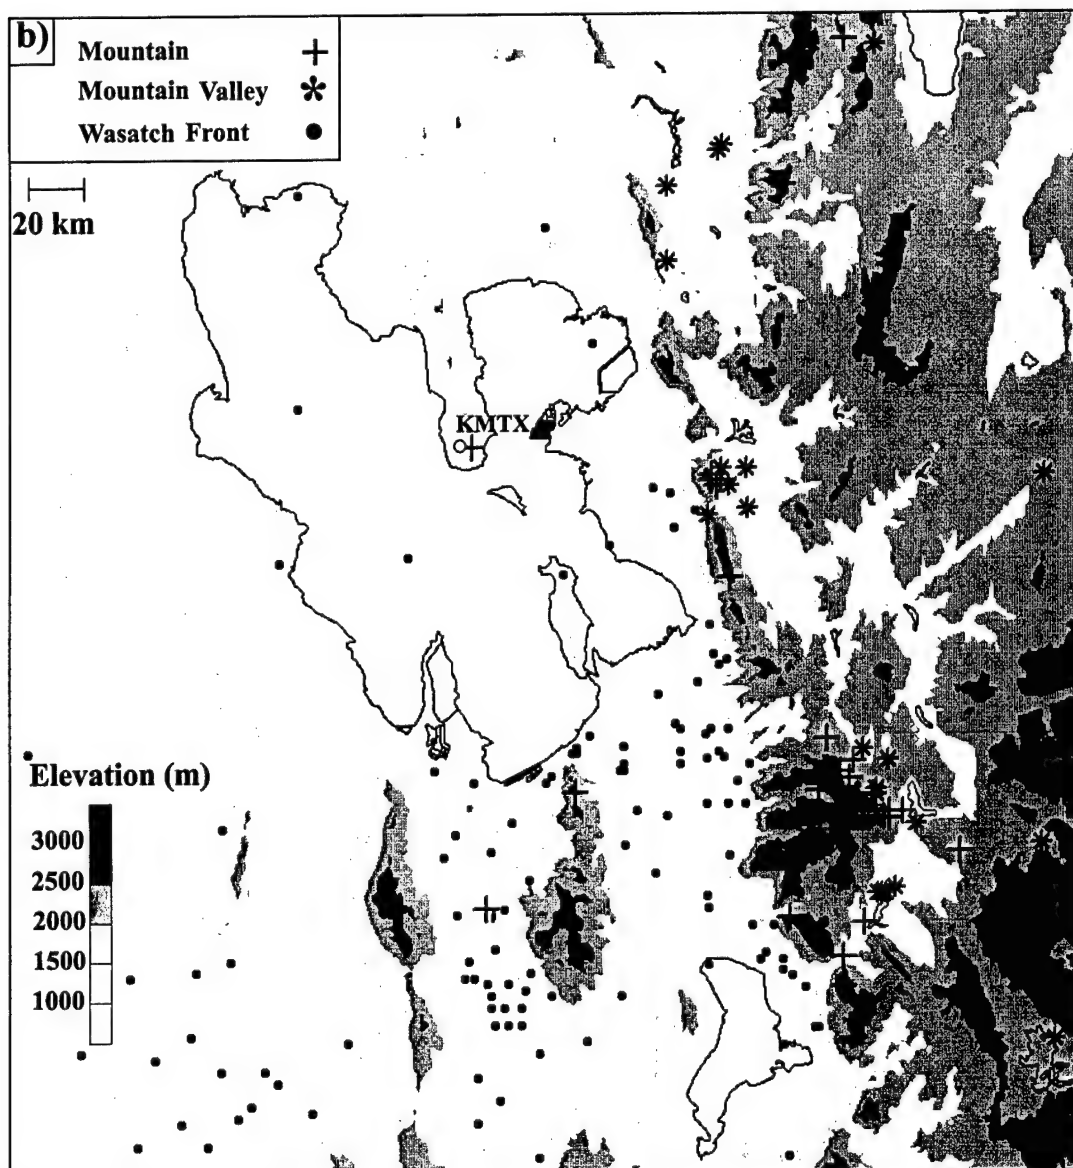 b)
Mountain +
Mountain Valley *
Wasatch Front •
20 km
KMTX
Elevation (m)
3000
2500
2000
1500
1000